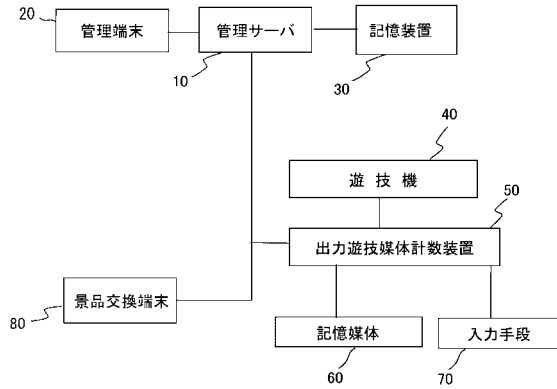 20
管理端末
管理サーバ
10
記憶装置
30
40
遊技機
50
出力遊技媒体計数装置
景品交換端末
80
記憶媒体
60
入力手段
70